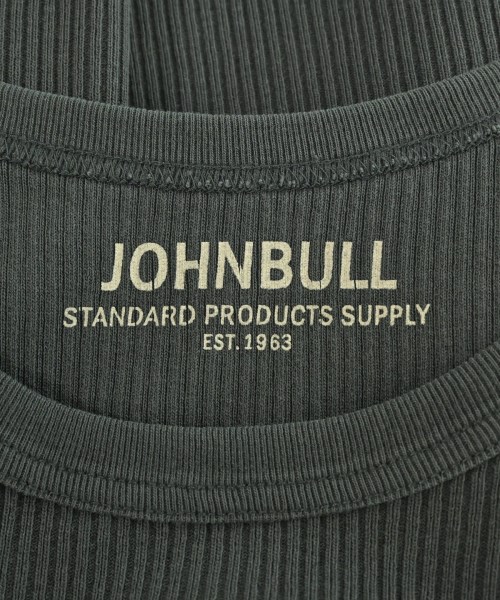 JOHNBULL
STANDARD PRODUCTS SUPPLY
EST. 1963